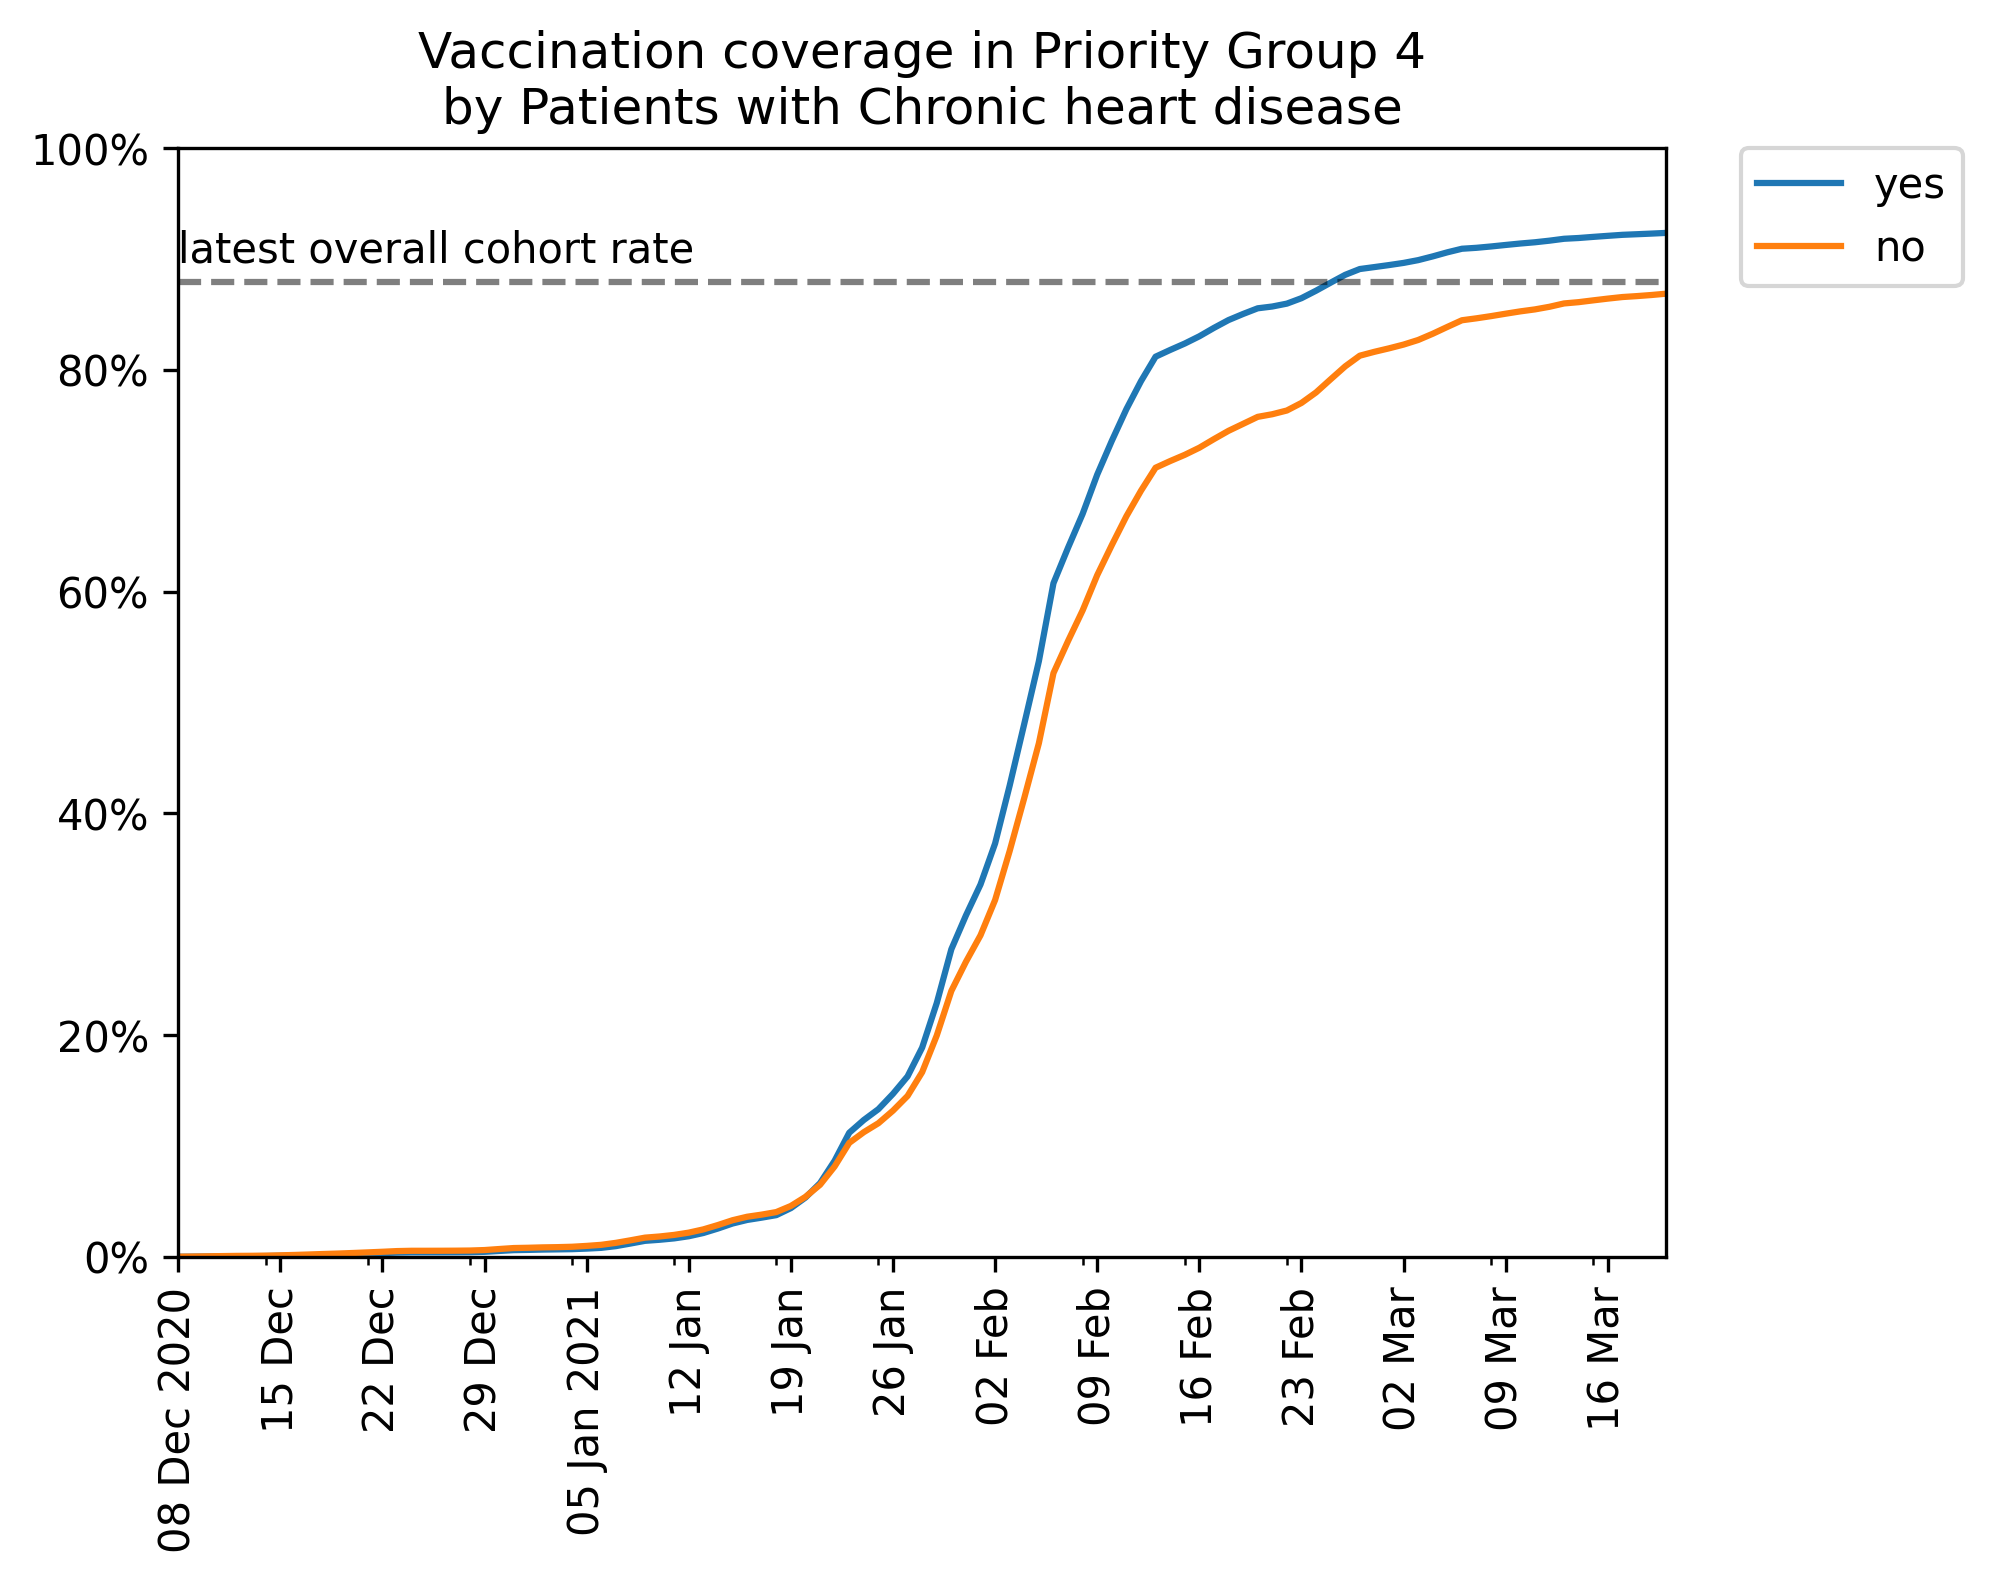 Vaccination coverage in Priority Group 4
by Patients with Chronic heart disease
100%
80%
60%
40%
20%
0%
latest overall cohort rate
yes
no
08 Dec 2020
15 Dec
22 Dec
29 Dec
05 Jan 2021
12 Jan
19 Jan
26 Jan
02 Feb
09 Feb
16 Feb
23 Feb
02 Mar
09 Mar
16 Mar